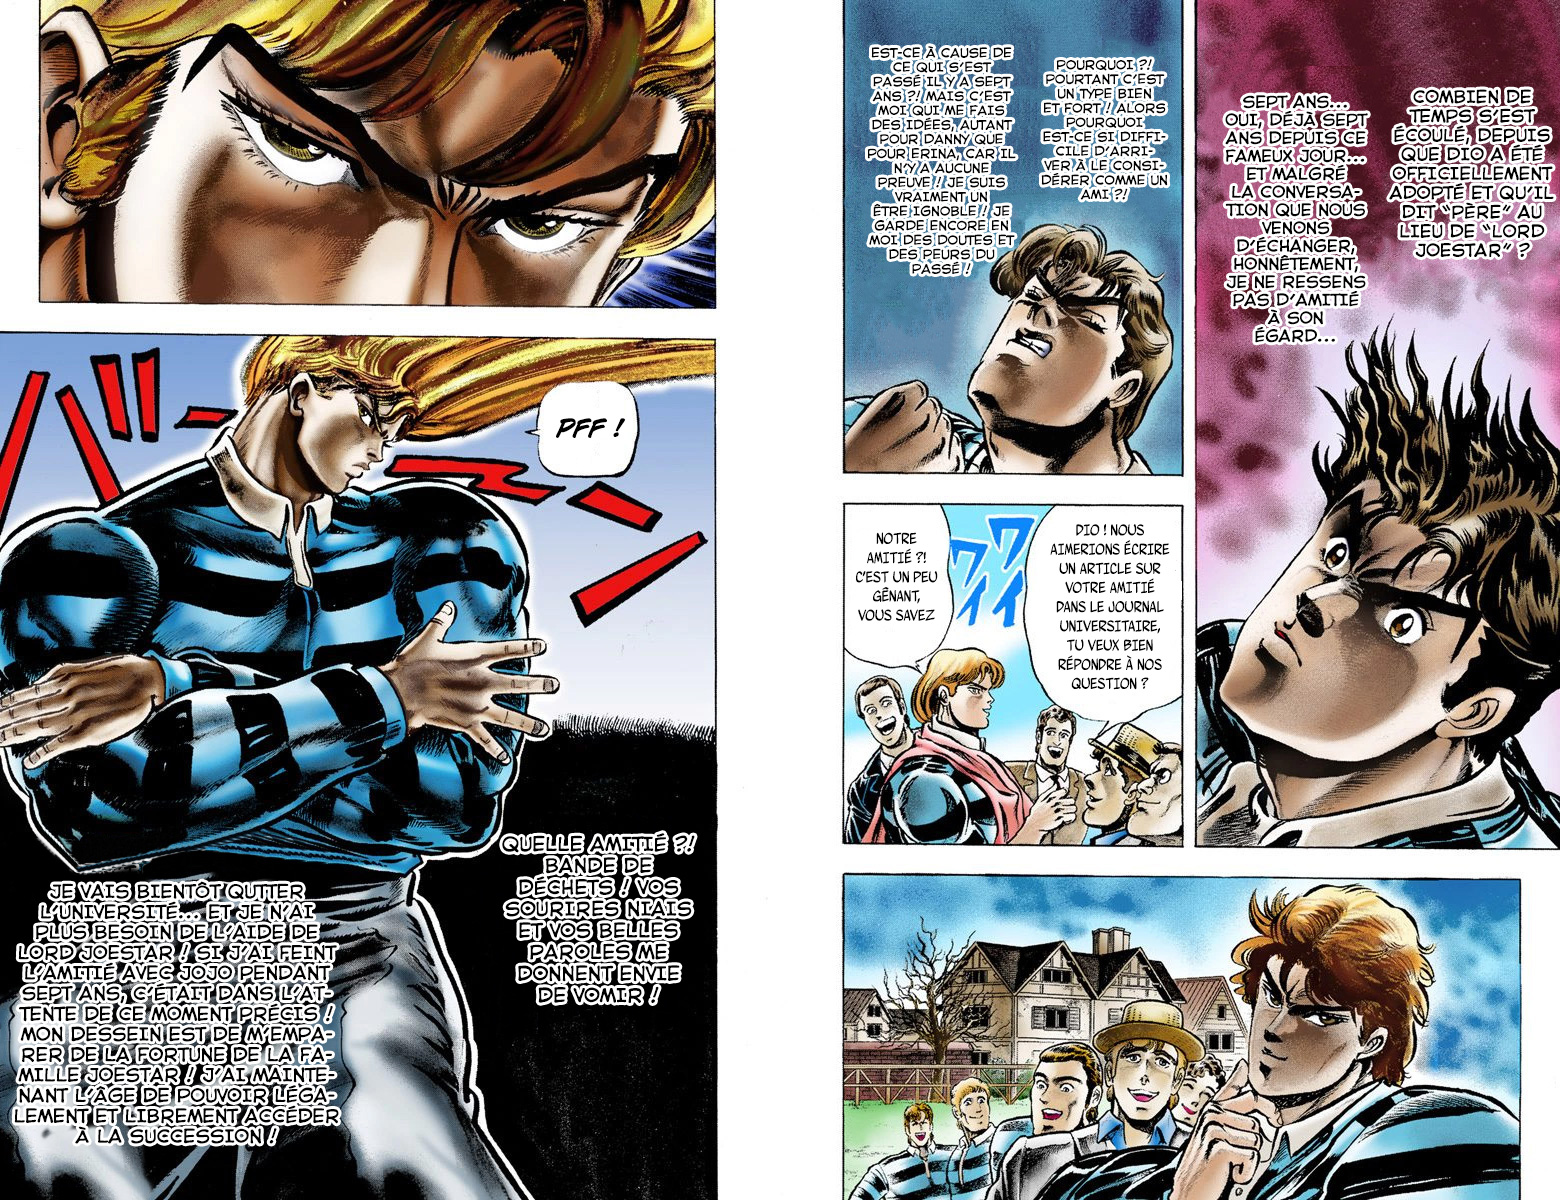 COMBIEN DE
TEMPS S'EST
ÉCOULÉ, DEPUIS
QUE DIO A ÉTÉ
OFFICIELLEMENT
ADOPTÉ ET QU'IL
DIT "PÈRE" AU
LIEU DE "LORD
JOESTAR" ?
SEPT ANS...
OUI, DÉJÀ SEPT
ANS DEPUIS CE
FAMEUX JOUR...
ET MALGRÉ
LA CONVERSA-
TION QUE NOUS
VENONS
D'ÉCHANGER,
HONNÊTEMENT,
JE NE RESSENS
PAS D'AMITIÉ
À SON
ÉGARD...
POURQUOI ?!
POURTANT C'EST
UN TYPE BIEN
ET FORT ! ALORS
POURQUOI
EST-CE SI DIFFI-
CILE D'ARRI-
VER À LE CONSI-
DÉRER COMME UN
AMI ?!
EST-CE À CAUSE DE
CE QUI S'EST
PASSÉ IL Y A SEPT
ANS ?! MAIS C'EST
MOI QUI ME FAIS
DES IDÉES, AUTANT
POUR DANNY QUE
POUR ERINA, CAR IL
N'Y A AUCUNE
PREUVE ! JE SUIS
VRAIMENT UN
ÊTRE IGNOBLE ! JE
GARDE ENCORE EN
MOI DES DOUTES ET
DES PEURS DU
PASSÉ !
DIO ! NOUS
AIMERIONS ÉCRIRE
UN ARTICLE SUR
VOTRE AMITIÉ
DANS LE JOURNAL
UNIVERSITAIRE,
TU VEUX BIEN
RÉPONDRE À NOS
QUESTION ?
ワイ
ワイ
NOTRE
AMITIÉ ?!
C'EST UN PEU
GÊNANT,
VOUS SAVEZ
PFF !
QUELLE AMITIÉ ?!
BANDE DE
DÉCHETS ! VOS
SOURIRES NIAIS
ET VOS BELLES
PAROLES ME
DONNENT ENVIE
DE VOMIR !
JE VAIS BIENTÔT QUTTER
L'UNIVERSITÉ... ET JE N'AI
PLUS BESOIN DE L'AIDE DE
LORD JOESTAR ! SI J'AI FEINT
L'AMITIÉ AVEC JOJO PENDANT
SEPT ANS, C'ÉTAIT DANS L'AT-
TENTE DE CE MOMENT PRÉCIS !
MON DESSEIN EST DE M'EMPA-
RER DE LA FORTUNE DE LA FA-
MILLE JOESTAR ! J'AI MAINTE-
NANT L'ÂGE DE POUVOIR LÉGA-
LEMENT ET LIBREMENT ACCÉDER
À LA SUCCESSION !